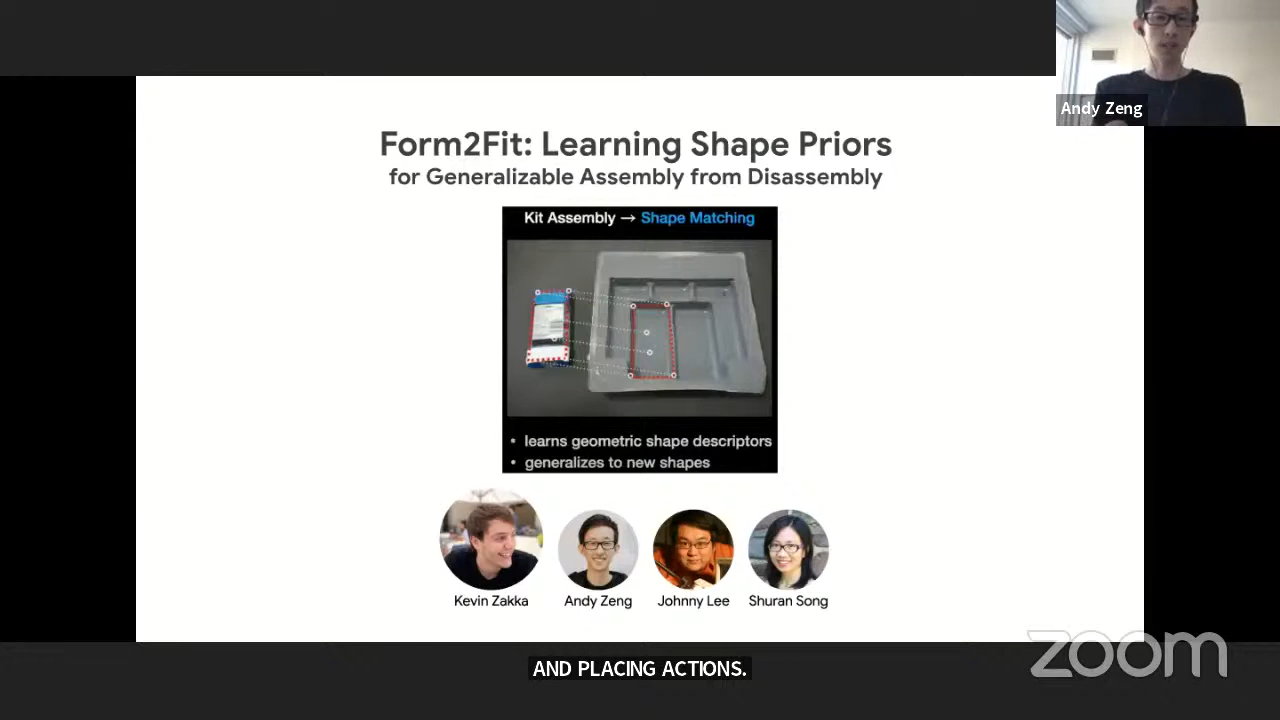 Andy Zeng
Form2Fit: Learning Shape Priors
for Generalizable Assembly from Disassembly
Kit Assembly → Shape Matching
• learns geometric shape descriptors
• generalizes to new shapes
Kevin Zakka
Andy Zeng
Johnny Lee
Shuran Song
zoom
AND PLACING ACTIONS.